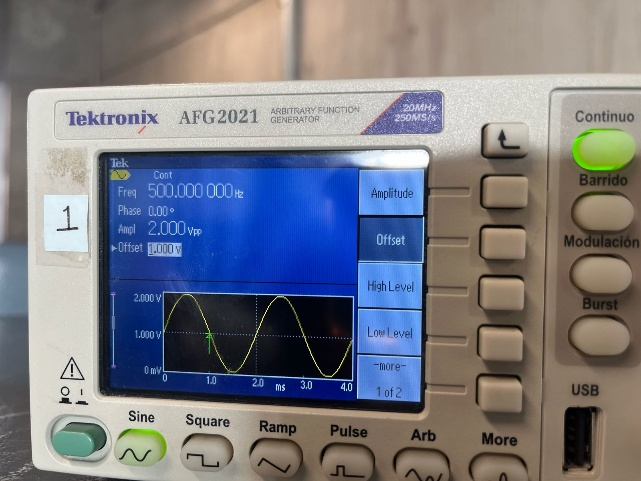 Tektronix AFG2021 ARBITRARY FUNCTION GENERATOR
20MHz
250MS/s
Continuo
Barrido
Modulación
Burst
USB
1
Tek
Cont
Freq 500.000 000 Hz
Phase 0.00 °
Ampl 2.000 Vpp
Offset 1.000 V
Amplitude
Offset
High Level
Low Level
-more-
1 of 2
2.000 V
1.000 V
0 mV
0 1.0 2.0 3.0 4.0
ms
Sine Square Ramp Pulse Arb More